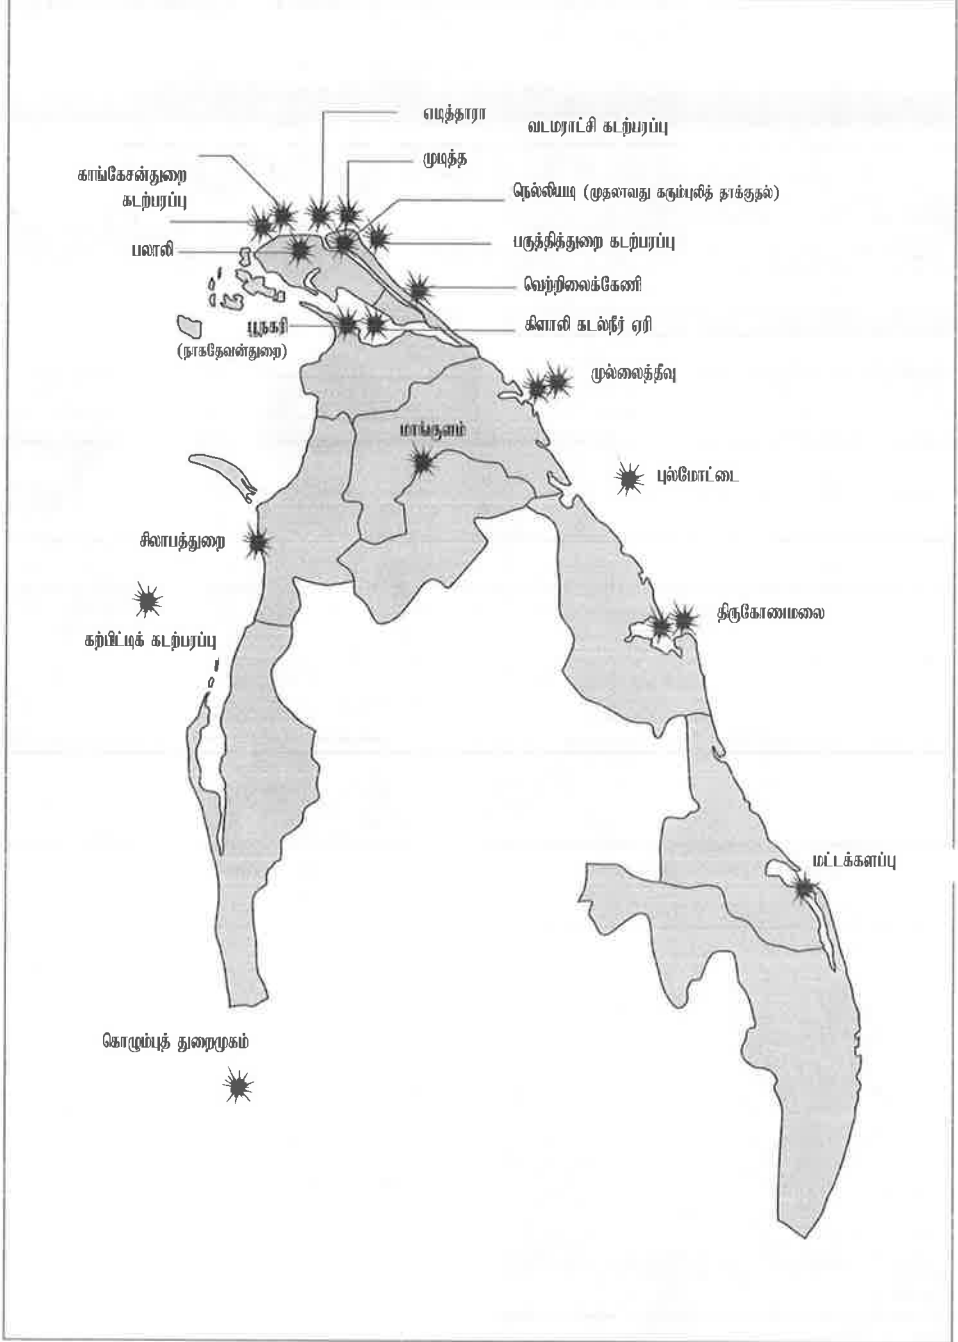 எடித்தாரா
வடமராட்சி கடற்பரப்பு
முடித்த
காங்கேசன்துறை
கடற்பரப்பு
நெல்லியடி (முதலாவது கரும்புலித் தாக்குதல்)
பலாலி
பருத்தித்துறை கடற்பரப்பு
வெற்றிலைக்கேணி
பூநகரி
கிளாலி கடல்நீர் ஏரி
(நாகதேவன்துறை)
முல்லைத்தீவு
மாங்குளம்
புல்மோட்டை
சிலாபத்துறை
திருகோணமலை
கற்பிட்டிக் கடற்பரப்பு
மட்டக்களப்பு
கொழும்புத் துறைமுகம்